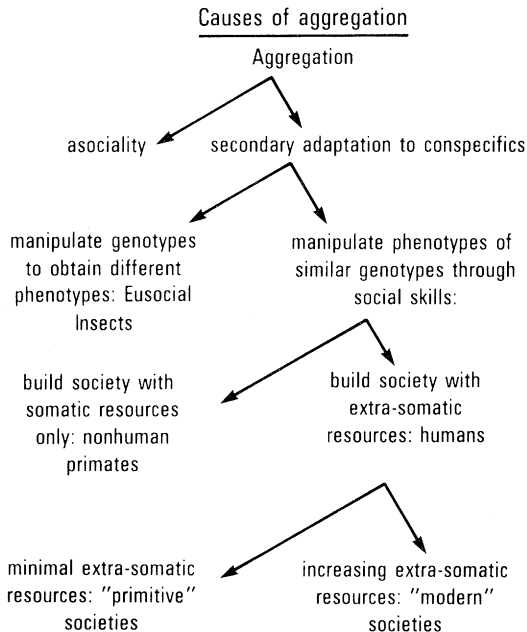 Causes of aggregation
Aggregation
asociality
secondary adaptation to conspecifics
manipulate genotypes
to obtain different
phenotypes: Eusocial
Insects
manipulate phenotypes of
similar genotypes through
social skills:
build society with
somatic resources
only: nonhuman
primates
build society with
extra-somatic
resources: humans
minimal extra-somatic
resources: "primitive"
societies
increasing extra-somatic
resources: "modern"
societies